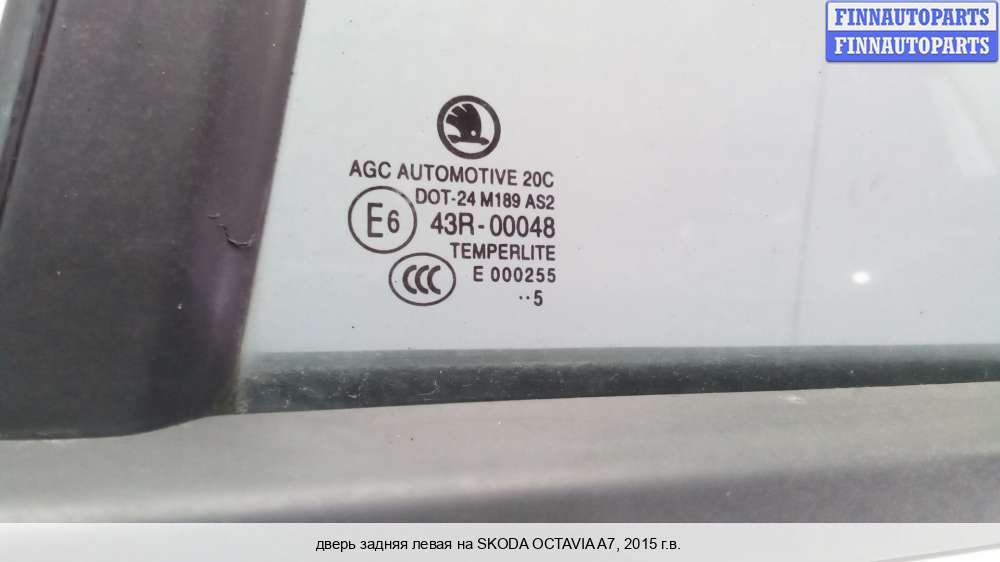 FINNAUTOPARTS
FINNAUTOPARTS
AGC AUTOMOTIVE 20C
DOT-24 M189 AS2
E6 43R-00048
TEMPERLITE
CCC E 000255
··5
дверь задняя левая на SKODA OCTAVIA A7, 2015 г.в.